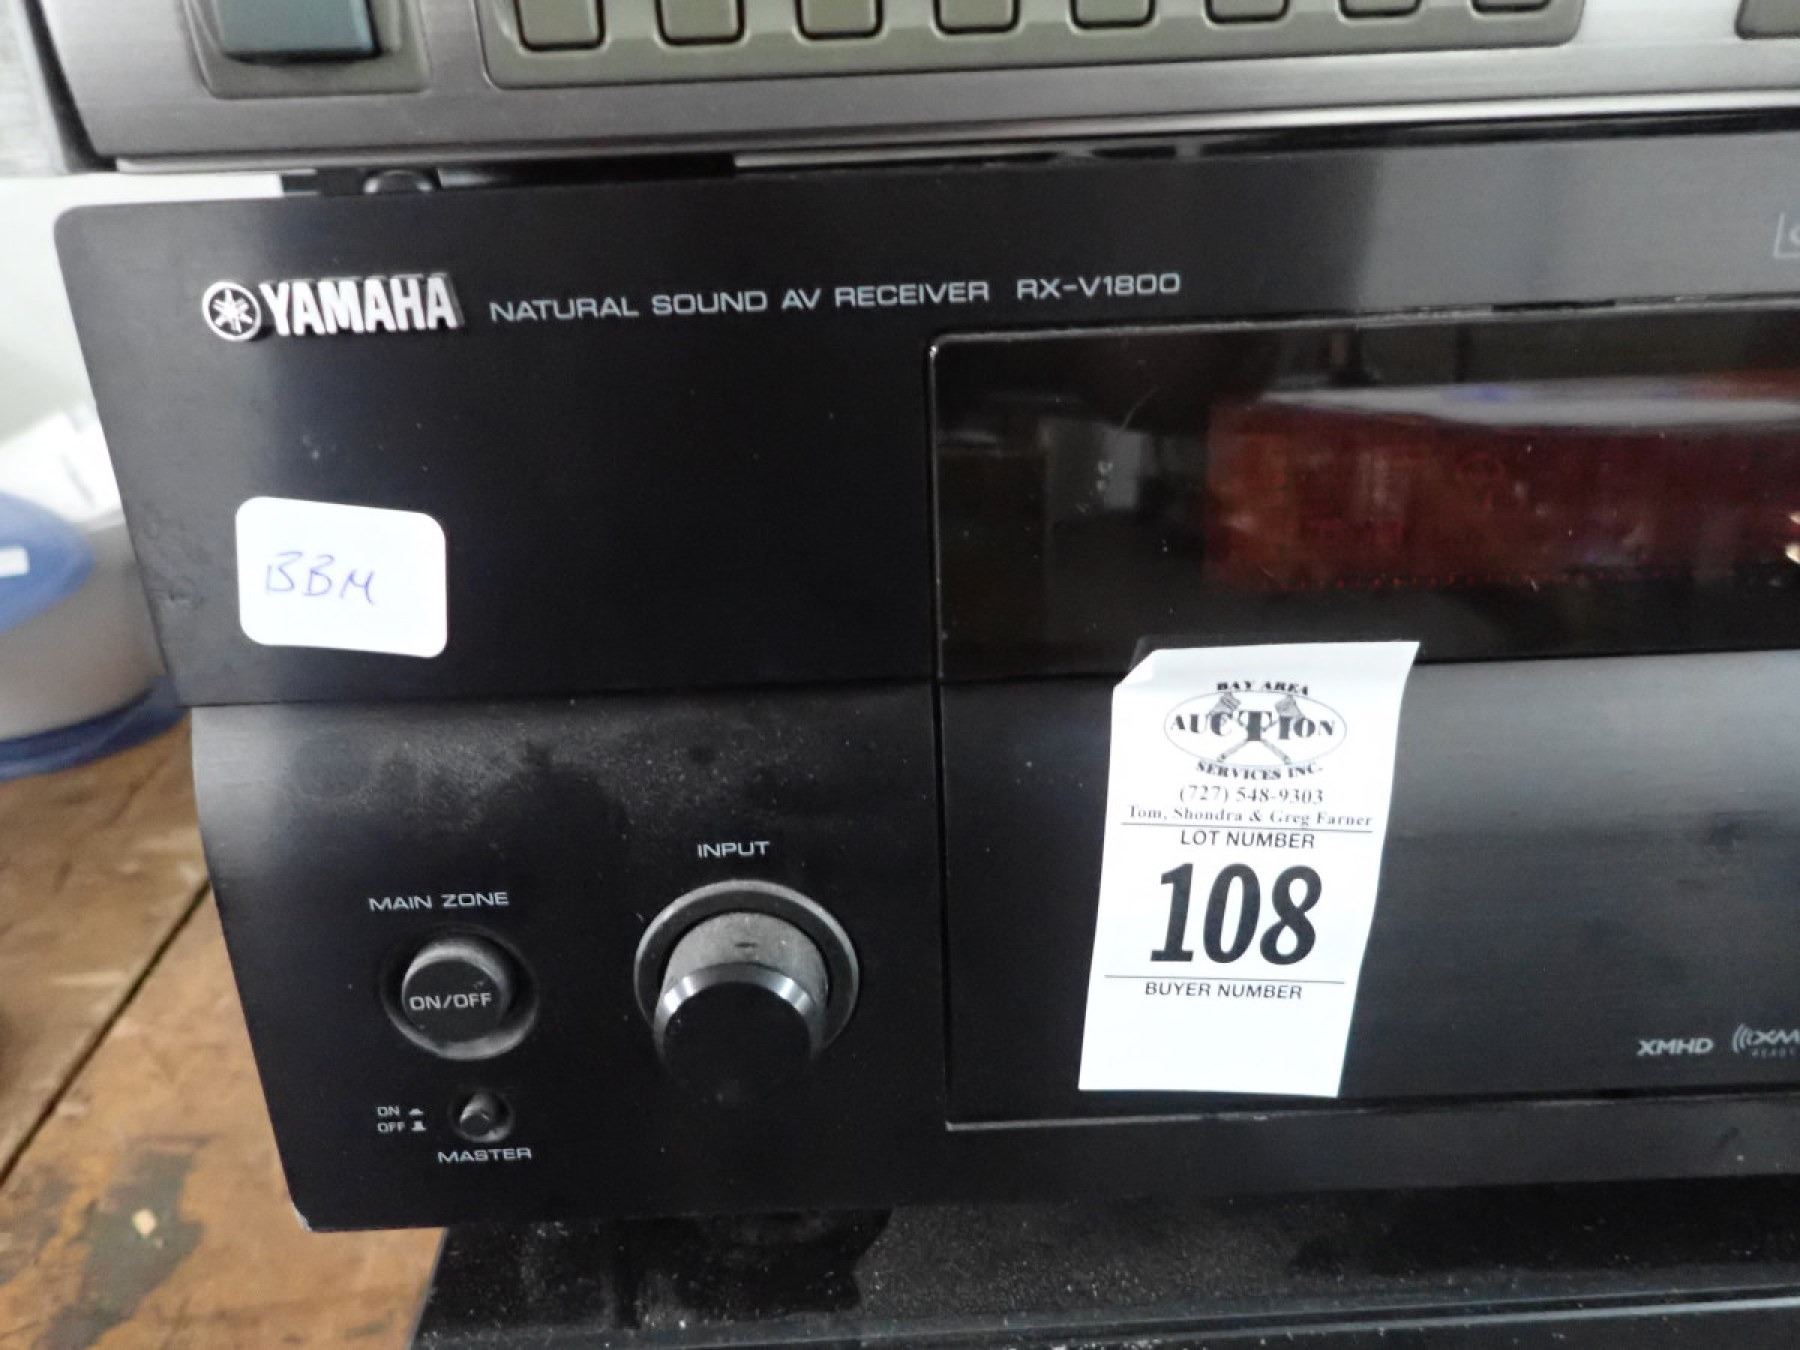 YAMAHA NATURAL SOUND AV RECEIVER RX-V1800
BBM
BAY AREA
AUCTION
SERVICES INC.
(727) 548-9303
Tom, Shondra & Greg Farner
LOT NUMBER
108
BUYER NUMBER
INPUT
MAIN ZONE
ON/OFF
ON
OFF
MASTER
XMHD XM